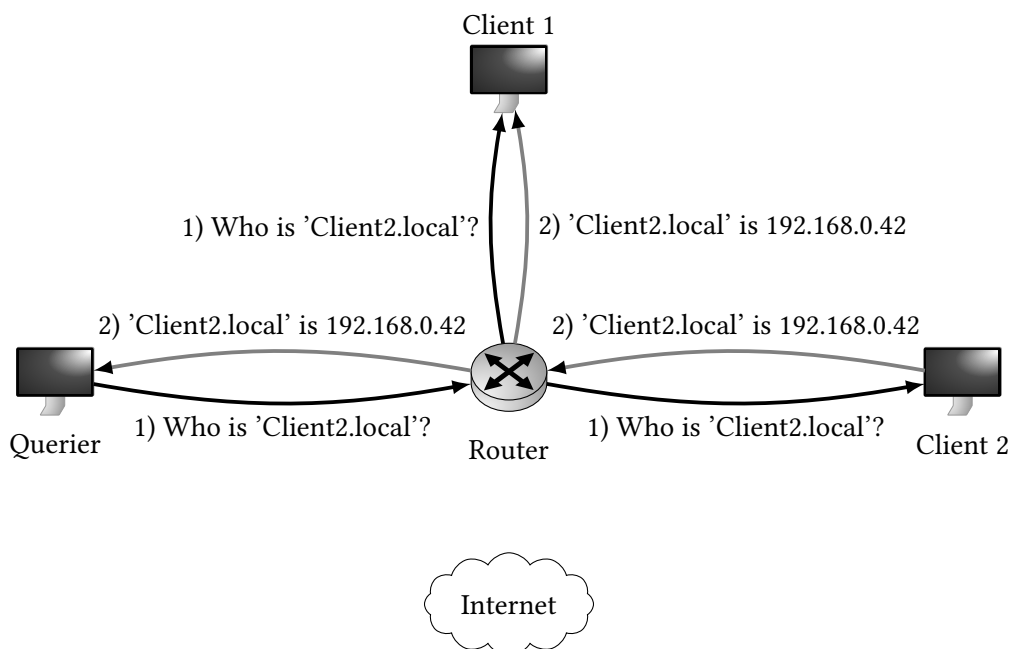 Client 1
1) Who is 'Client2.local'?
2) ’Client2.local’ is 192.168.0.42
2) ’Client2.local’ is 192.168.0.42
2) ’Client2.local’ is 192.168.0.42
1) Who is 'Client2.local'?
1) Who is 'Client2.local'?
Querier
Router
Client 2
Internet